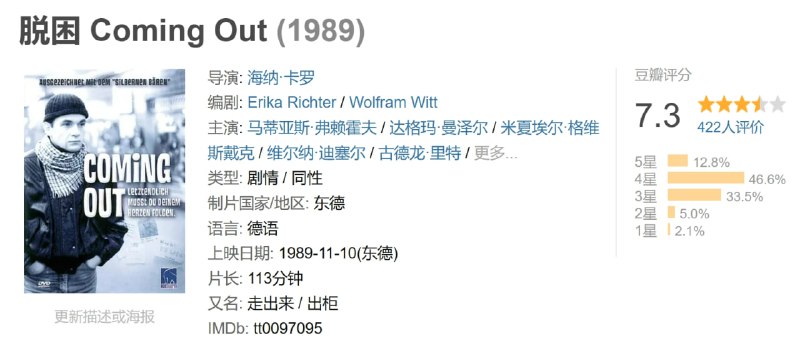 脱困 Coming Out (1989)
AUSGEZEICHNET MIT DEM "SILBERNEN BÄREN"
COMING
OUT
LETZTENDLICH
MUSST DU DEINEM
HERZEN FOLGEN.
DVD
更新描述或海报
导演: 海纳·卡罗
编剧: Erika Richter / Wolfram Witt
主演: 马蒂亚斯·弗赖霍夫 / 达格玛·曼泽尔 / 米夏埃尔·格维
斯戴克 / 维尔纳·迪塞尔 / 古德龙·里特 / 更多...
类型: 剧情 / 同性
制片国家/地区: 东德
语言: 德语
上映日期: 1989-11-10(东德)
片长: 113分钟
又名: 走出来 / 出柜
IMDb: tt0097095
豆瓣评分
7.3
422人评价
5星 12.8%
4星 46.6%
3星 33.5%
2星 5.0%
1星 2.1%